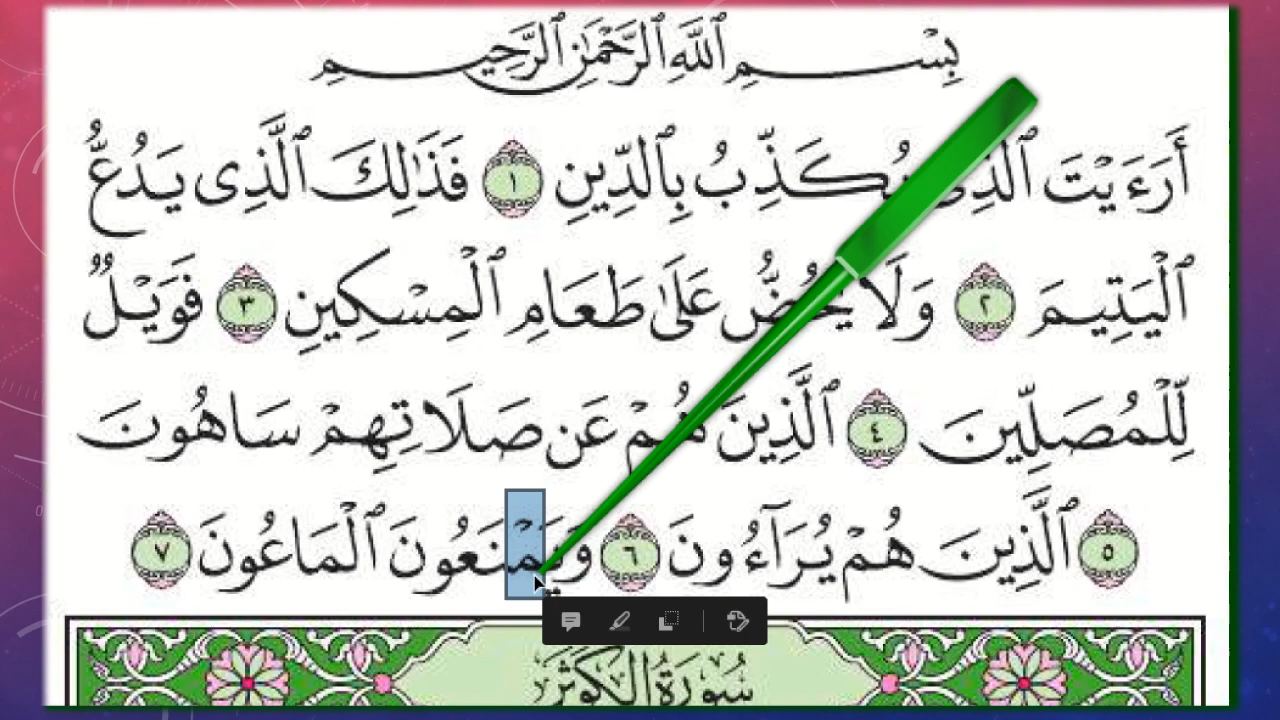 بِسْمِ ٱللَّهِ ٱلرَّحْمَٰنِ ٱلرَّحِيمِ
أَرَءَيْتَ ٱلَّذِى يُكَذِّبُ بِٱلدِّينِ ١ فَذَٰلِكَ ٱلَّذِى يَدُعُّ
ٱلْيَتِيمَ ٢ وَلَا يَحُضُّ عَلَىٰ طَعَامِ ٱلْمِسْكِينِ ٣ فَوَيْلٌ
لِّلْمُصَلِّينَ ٤ ٱلَّذِينَ هُمْ عَن صَلَاتِهِمْ سَاهُونَ
٥ ٱلَّذِينَ هُمْ يُرَآءُونَ ٦ وَيَمْنَعُونَ ٱلْمَاعُونَ ٧
سُورَةُ الكَوْثَرِ